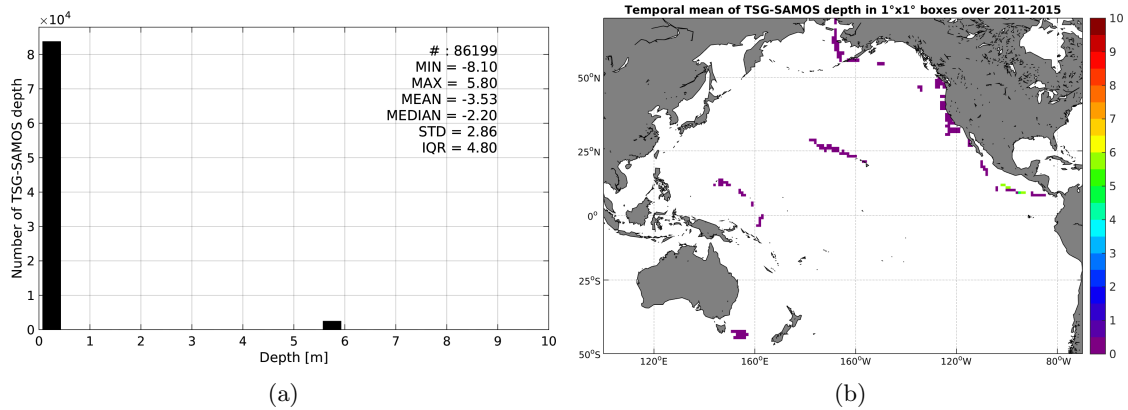 ×10⁴
# : 86199
MIN = -8.10
MAX = 5.80
MEAN = -3.53
MEDIAN = -2.20
STD = 2.86
IQR = 4.80
Number of TSG-SAMOS depth
8
7
6
5
4
3
2
1
0
0 1 2 3 4 5 6 7 8 9 10
Depth [m]
(a)
Temporal mean of TSG-SAMOS depth in 1°x1° boxes over 2011-2015
50°N
25°N
0°
25°S
50°S
120°E 160°E 160°W 120°W 80°W
10
9
8
7
6
5
4
3
2
1
0
(b)